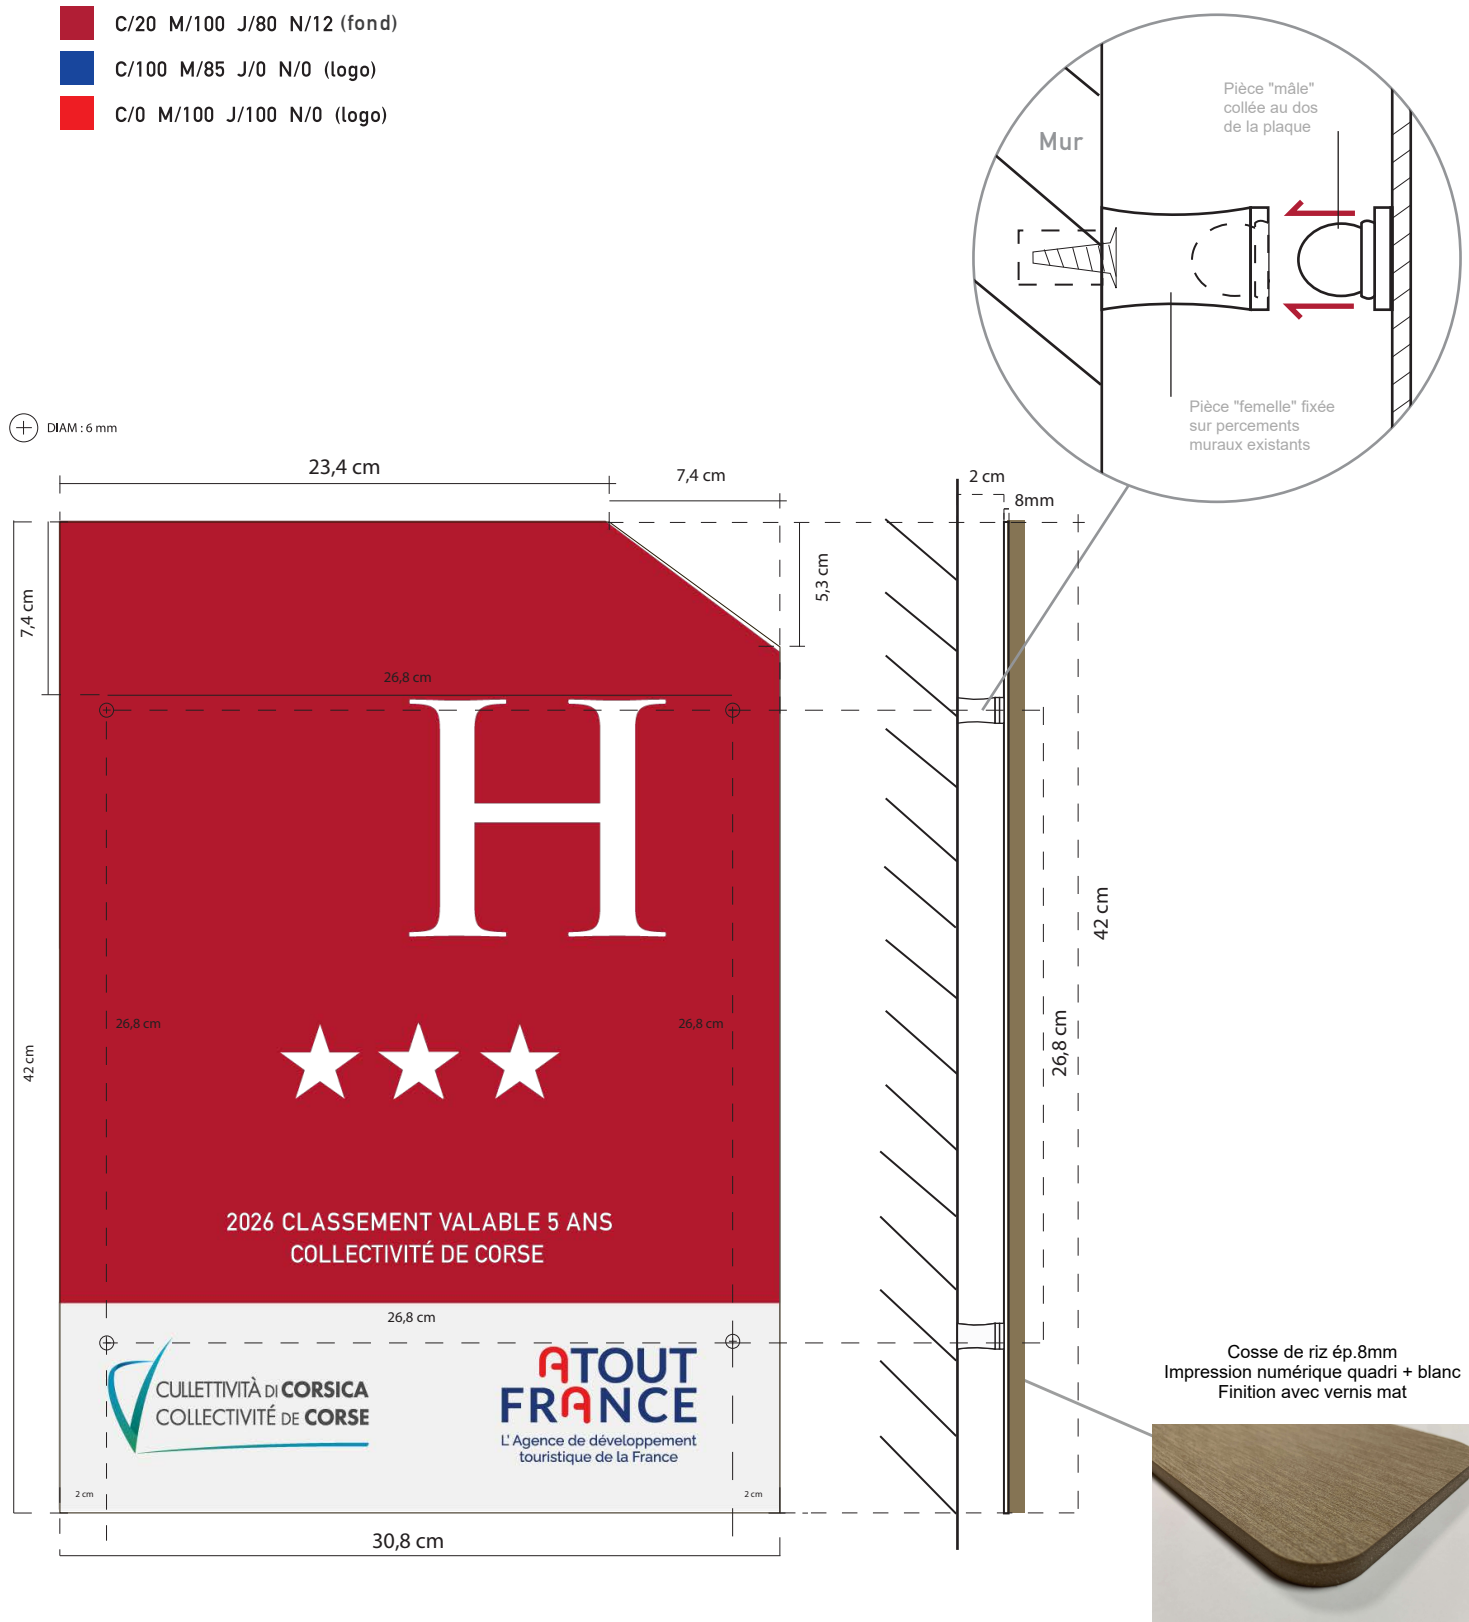 C/20 M/100 J/80 N/12 (fond)
C/100 M/85 J/0 N/0 (logo)
C/0 M/100 J/100 N/0 (logo)
Pièce "mâle"
collée au dos
de la plaque
Mur
Pièce "femelle" fixée
sur percements
muraux existants
DIAM : 6 mm
23,4 cm
7,4 cm
2 cm
8mm
5,3 cm
7,4 cm
26,8 cm
H
42 cm
26,8 cm
26,8 cm
26,8 cm
42 cm
2026 CLASSEMENT VALABLE 5 ANS
COLLECTIVITÉ DE CORSE
26,8 cm
CULLETTIVITÀ DI CORSICA
COLLECTIVITÉ DE CORSE
ATOUT
FRANCE
L'Agence de développement
touristique de la France
2 cm
2 cm
30,8 cm
Cosse de riz ép.8mm
Impression numérique quadri + blanc
Finition avec vernis mat